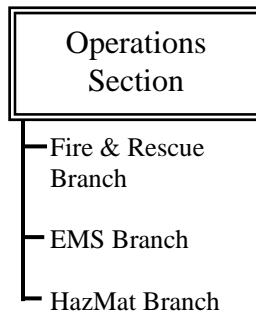 Operations
Section
Fire & Rescue
Branch
EMS Branch
HazMat Branch